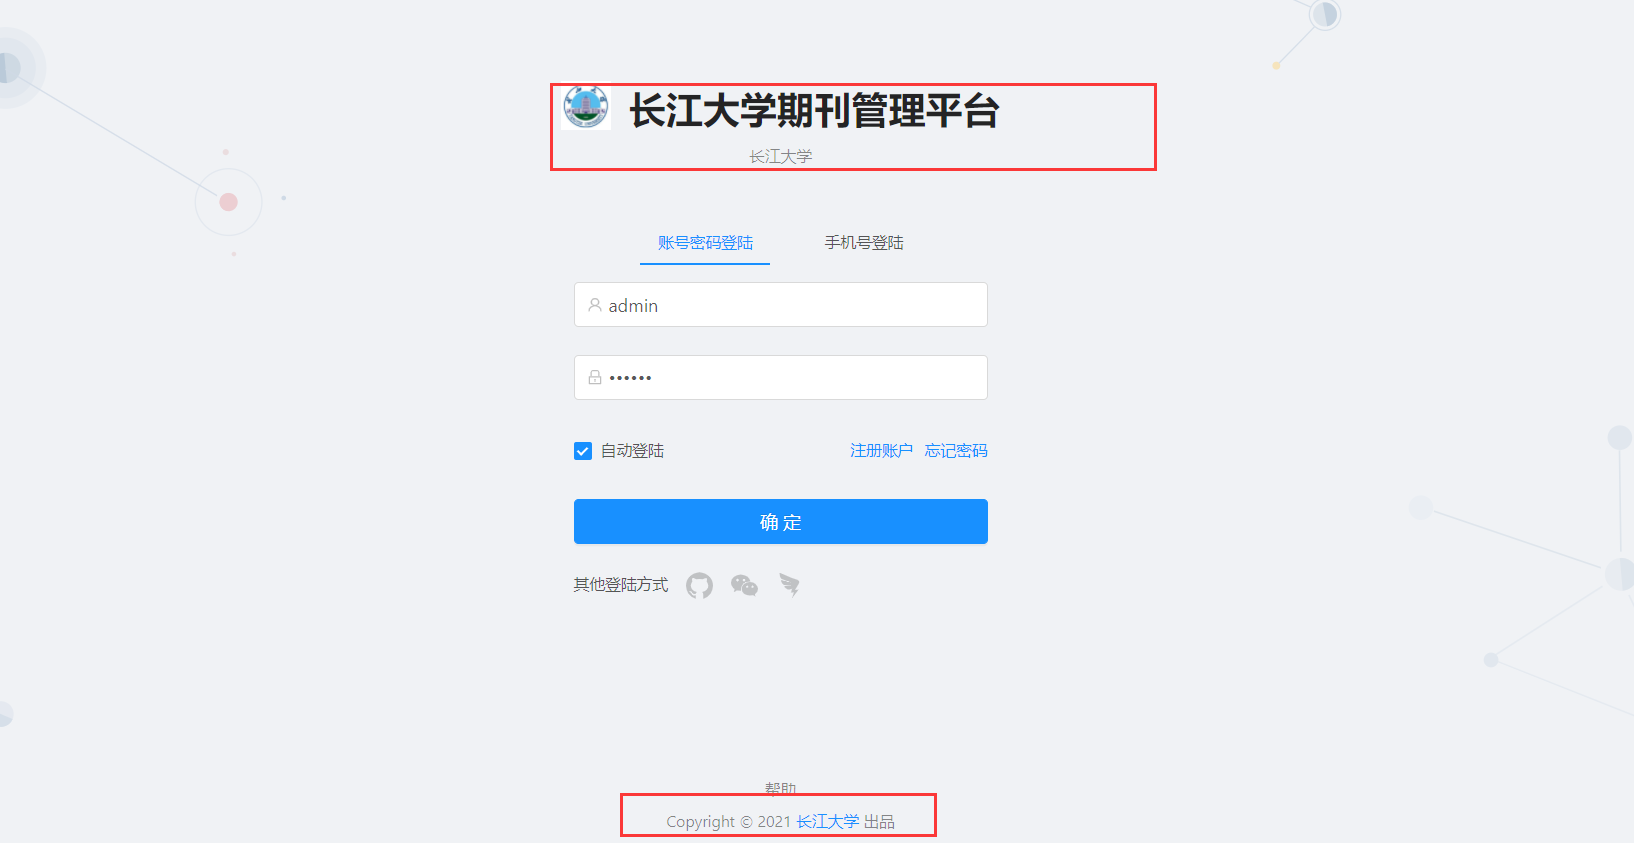 长江大学期刊管理平台
长江大学
账号密码登陆 手机号登陆
admin
••••••
自动登陆 注册账户 忘记密码
确 定
其他登陆方式
帮助
Copyright © 2021 长江大学 出品